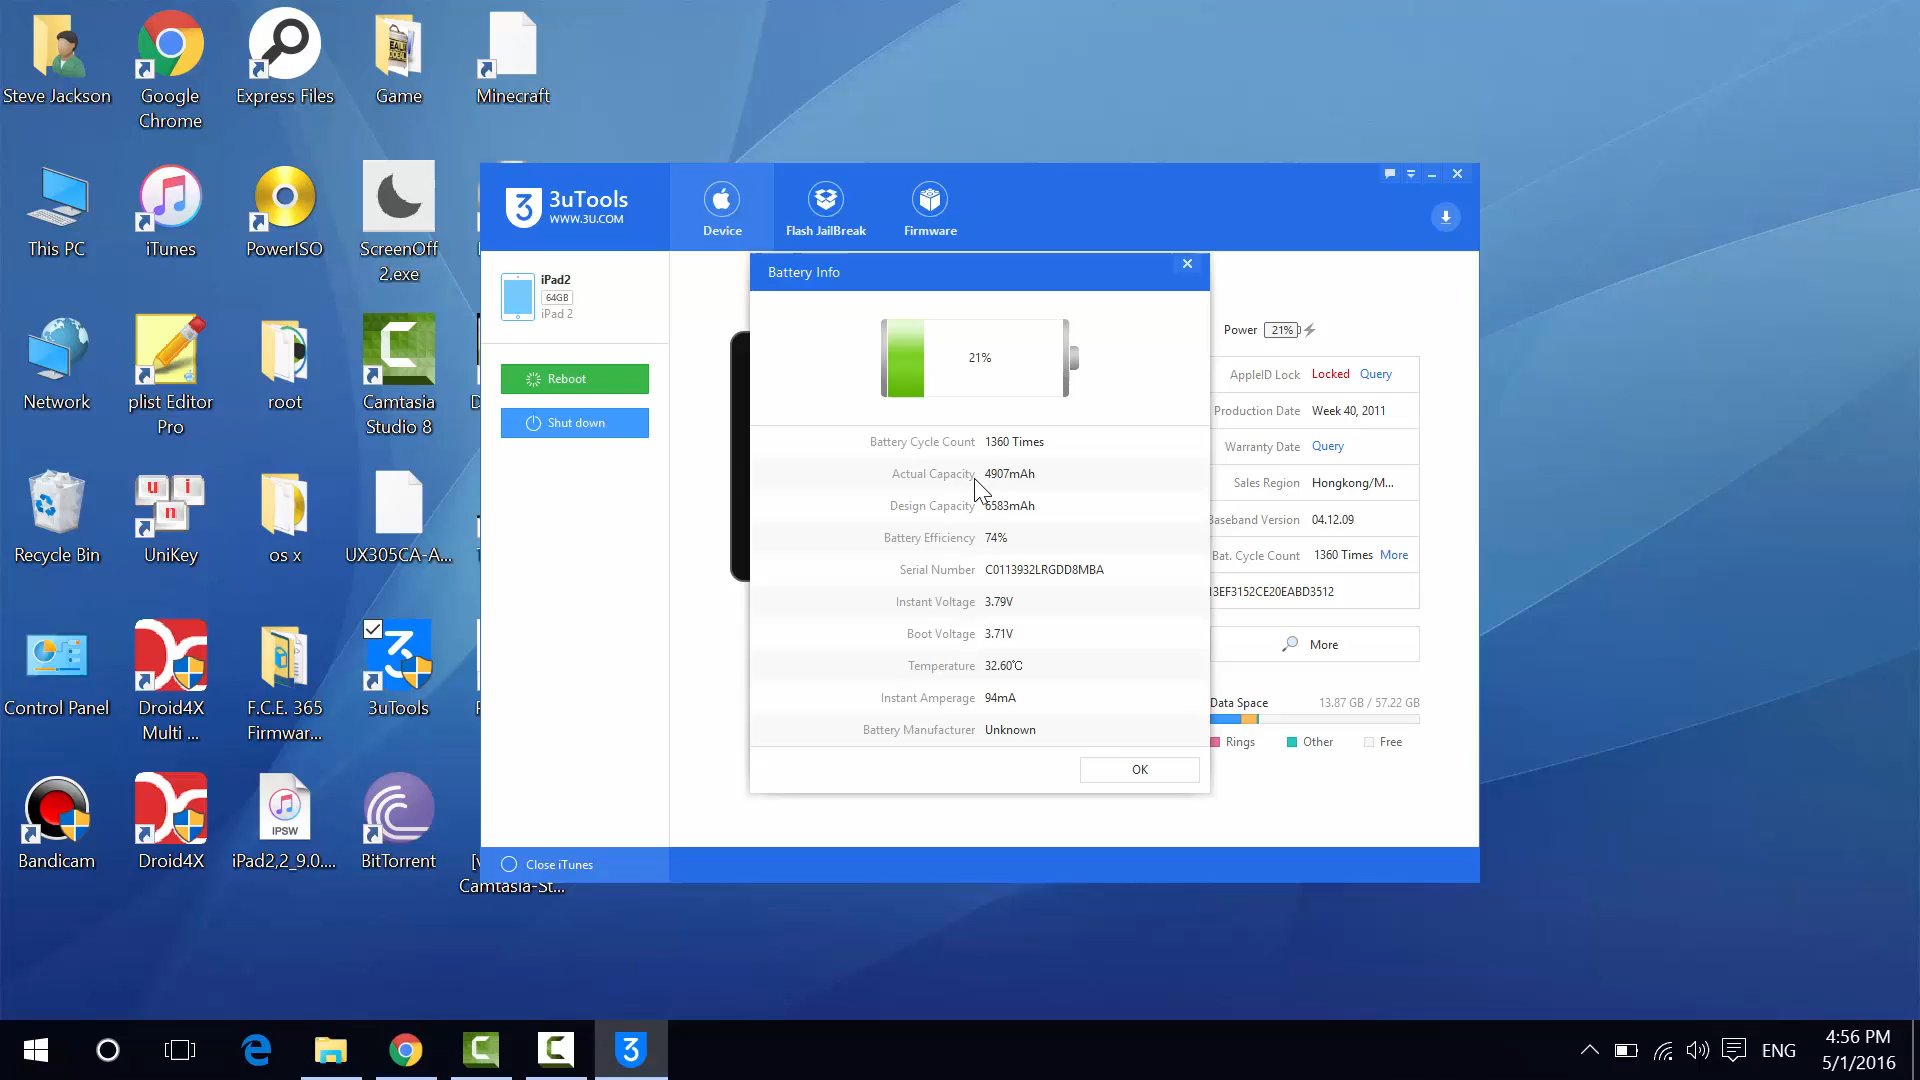 Steve Jackson
Google
Chrome
Express Files
Game
Minecraft
This PC
iTunes
PowerISO
ScreenOff
2.exe
Network
plist Editor
Pro
root
Camtasia
Studio 8
Recycle Bin
UniKey
os x
UX305CA-A...
Control Panel
Droid4X
Multi ...
F.C.E. 365
Firmwar...
3uTools
Bandicam
Droid4X
IPSW
iPad2,2_9.0....
BitTorrent
Camtasia-St...
3uTools
WWW.3U.COM
Device
Flash JailBreak
Firmware
iPad2
64GB
iPad 2
Reboot
Shut down
Battery Info
21%
Battery Cycle Count 1360 Times
Actual Capacity 4907mAh
Design Capacity 6583mAh
Battery Efficiency 74%
Serial Number C0113932LRGDD8MBA
Instant Voltage 3.79V
Boot Voltage 3.71V
Temperature 32.60℃
Instant Amperage 94mA
Battery Manufacturer Unknown
OK
Power 21%
AppleID Lock Locked Query
Production Date Week 40, 2011
Warranty Date Query
Sales Region Hongkong/M...
Baseband Version 04.12.09
Bat. Cycle Count 1360 Times More
3EF3152CE20EABD3512
More
Data Space 13.87 GB / 57.22 GB
Rings Other Free
Close iTunes
ENG
4:56 PM
5/1/2016